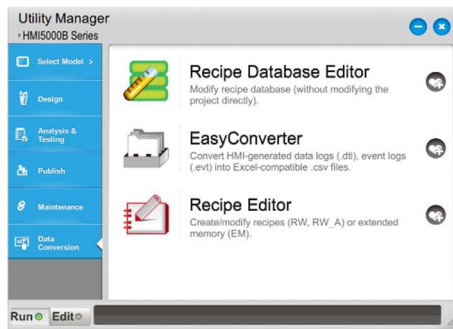 Utility Manager
›HMI5000B Series
Select Model >
Design
Analysis &
Testing
Publish
Maintenance
Data
Conversion
Recipe Database Editor
Modify recipe database (without modifying the
project directly).
EasyConverter
Convert HMI-generated data logs (.dtl), event logs
(.evt) into Excel-compatible .csv files.
Recipe Editor
Create/modify recipes (RW, RW_A) or extended
memory (EM).
Run Edit